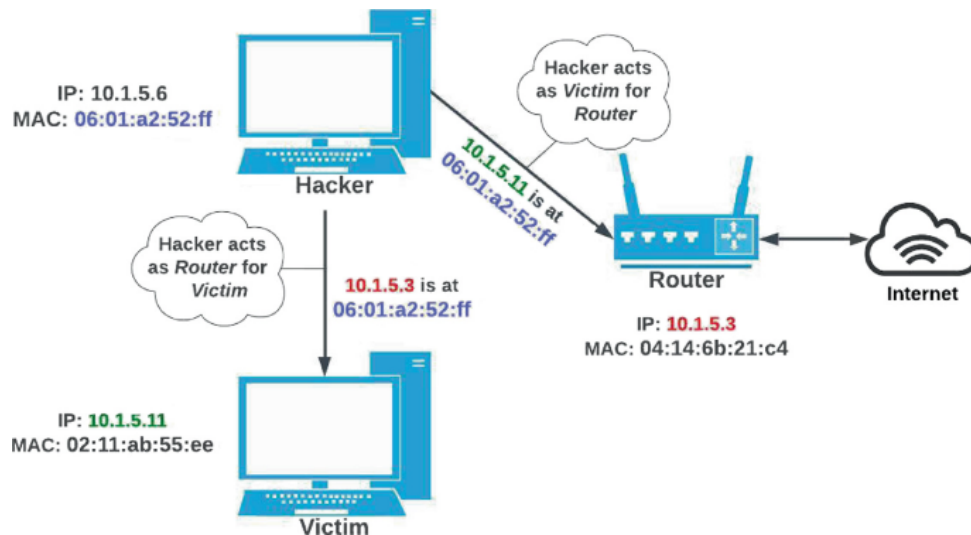 IP: 10.1.5.6
MAC: 06:01:a2:52:ff
Hacker
Hacker acts
as Victim for
Router
10.1.5.11 is at
06:01:a2:52:ff
Hacker acts
as Router for
Victim
10.1.5.3 is at
06:01:a2:52:ff
Router
IP: 10.1.5.3
MAC: 04:14:6b:21:c4
Internet
IP: 10.1.5.11
MAC: 02:11:ab:55:ee
Victim